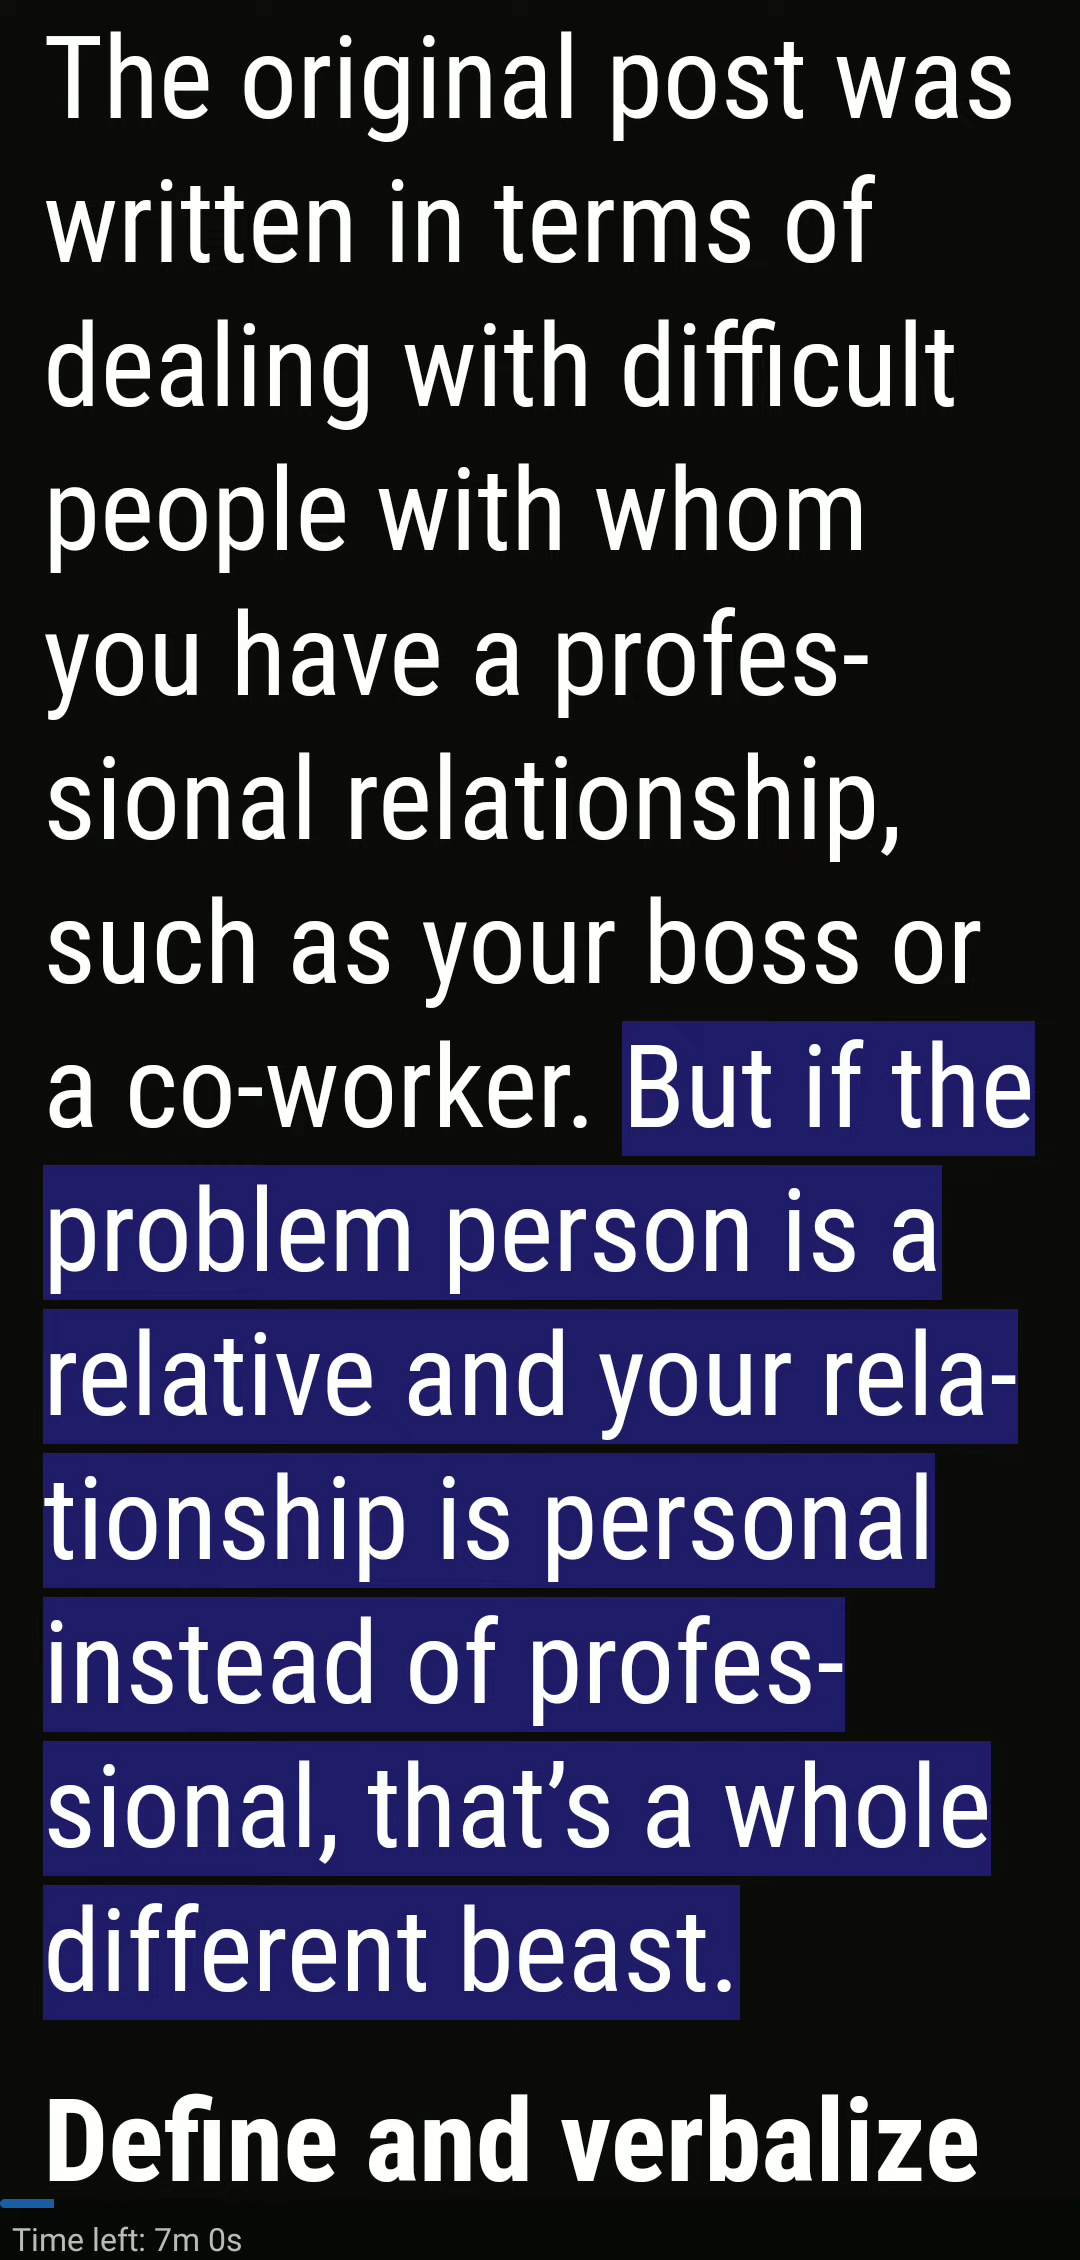 The original post was
written in terms of
dealing with difficult
people with whom
you have a profes-
sional relationship,
such as your boss or
a co-worker. But if the
problem person is a
relative and your rela-
tionship is personal
instead of profes-
sional, that’s a whole
different beast.
Define and verbalize
Time left: 7m 0s